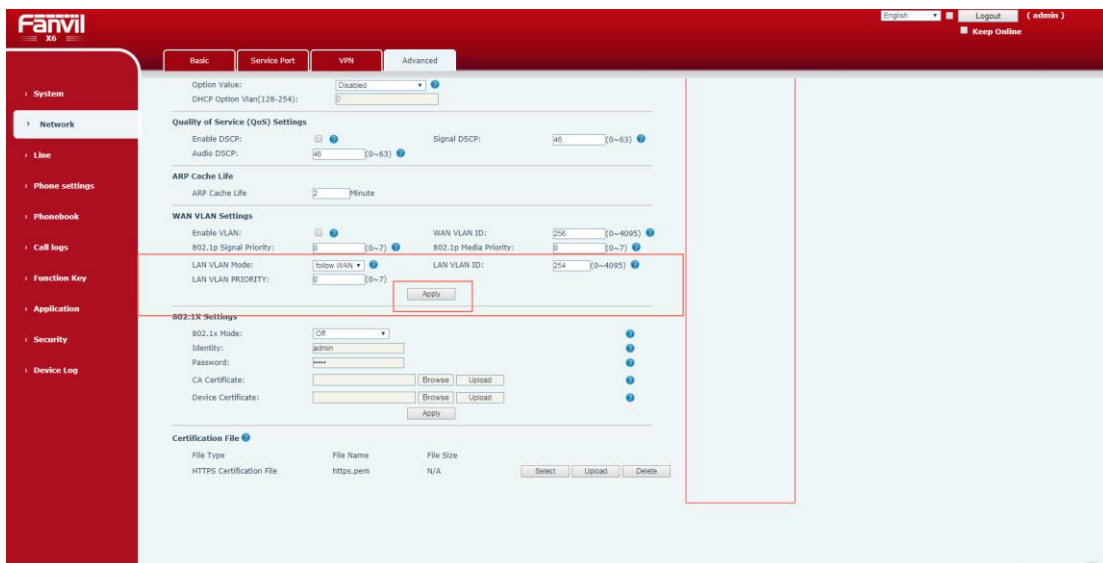 English Logout ( admin )
Fanvil
X6
Keep Online
Basic Service Port VPN Advanced
› System
› Network
› Line
› Phone settings
› Phonebook
› Call logs
› Function Key
› Application
› Security
› Device Log
Option Value: Disabled
DHCP Option Vlan(128-254): 0
Quality of Service (QoS) Settings
Enable DSCP: Signal DSCP: 46 (0~63)
Audio DSCP: 46 (0~63)
ARP Cache Life
ARP Cache Life 2 Minute
WAN VLAN Settings
Enable VLAN: WAN VLAN ID: 256 (0~4095)
802.1p Signal Priority: 0 (0~7) 802.1p Media Priority: 0 (0~7)
LAN VLAN Mode: follow WAN LAN VLAN ID: 254 (0~4095)
LAN VLAN PRIORITY: 0 (0~7)
Apply
802.1X Settings
802.1x Mode: Off
Identity: admin
Password: •••••
CA Certificate: Browse Upload
Device Certificate: Browse Upload
Apply
Certification File
File Type File Name File Size
HTTPS Certification File https.pem N/A Select Upload Delete